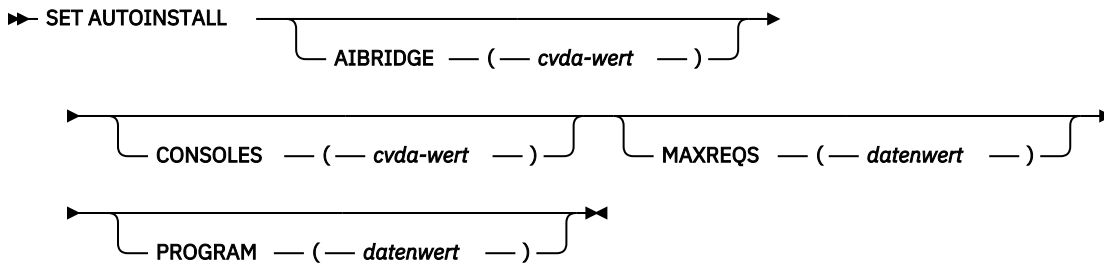 SET AUTOINSTALL
AIBRIDGE ( cvda-wert )
CONSOLES ( cvda-wert ) MAXREQS ( datenwert )
PROGRAM ( datenwert )